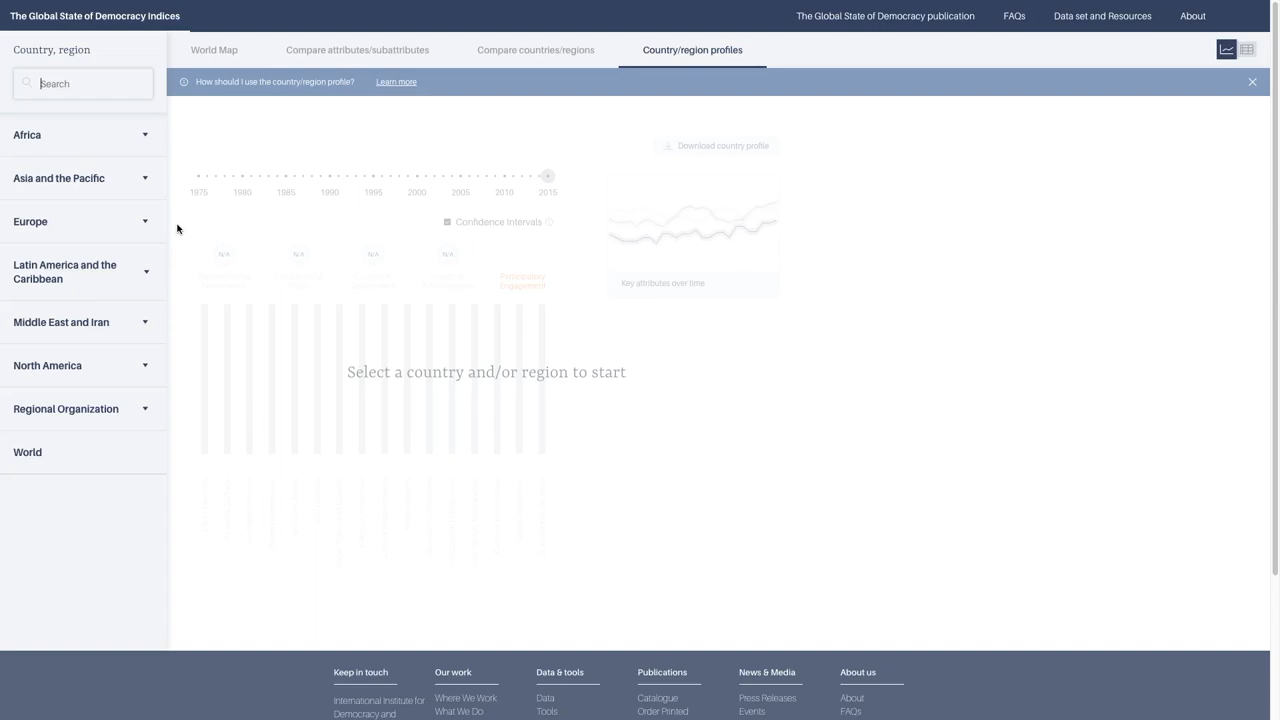 The Global State of Democracy Indices
The Global State of Democracy publication
FAQs
Data set and Resources
About
Country, region
World Map
Compare attributes/subattributes
Compare countries/regions
Country/region profiles
Search
How should I use the country/region profile?
Learn more
Africa
Asia and the Pacific
Europe
Latin America and the
Caribbean
Middle East and Iran
North America
Regional Organization
World
Download country profile
1975
1980
1985
1990
1995
2000
2005
2010
2015
Confidence Intervals
N/A
N/A
N/A
N/A
Participatory
Engagement
Key attributes over time
Select a country and/or region to start
Keep in touch
Our work
Data & tools
Publications
News & Media
About us
International Institute for
Democracy and
Where We Work
What We Do
Data
Tools
Catalogue
Order Printed
Press Releases
Events
About
FAQs